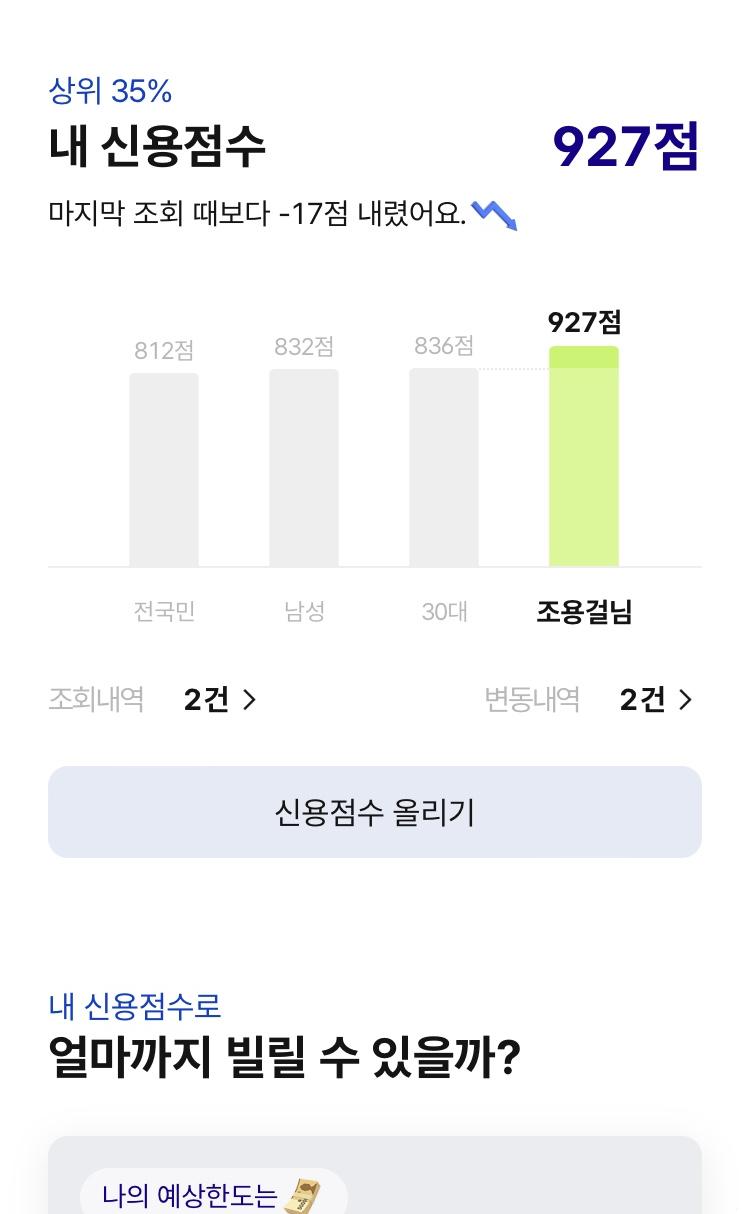 상위 35%
내 신용점수 927점
마지막 조회 때보다 -17점 내렸어요.
812점 832점 836점 927점
전국민 남성 30대 조용걸님
조회내역 2건 변동내역 2건
신용점수 올리기
내 신용점수로
얼마까지 빌릴 수 있을까?
나의 예상한도는